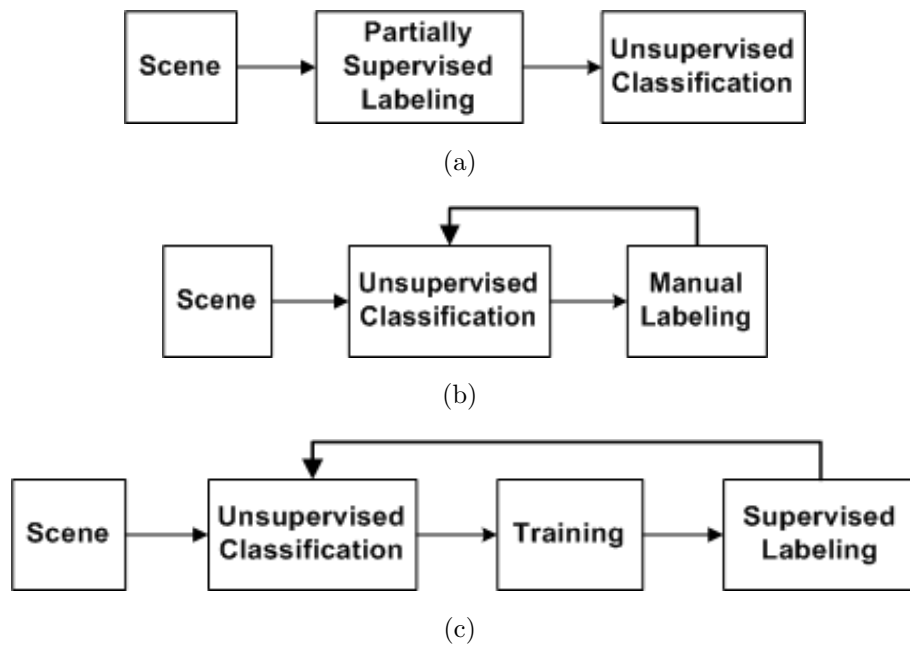 Scene
Partially
Supervised
Labeling
Unsupervised
Classification
(a)
Scene
Unsupervised
Classification
Manual
Labeling
(b)
Scene
Unsupervised
Classification
Training
Supervised
Labeling
(c)